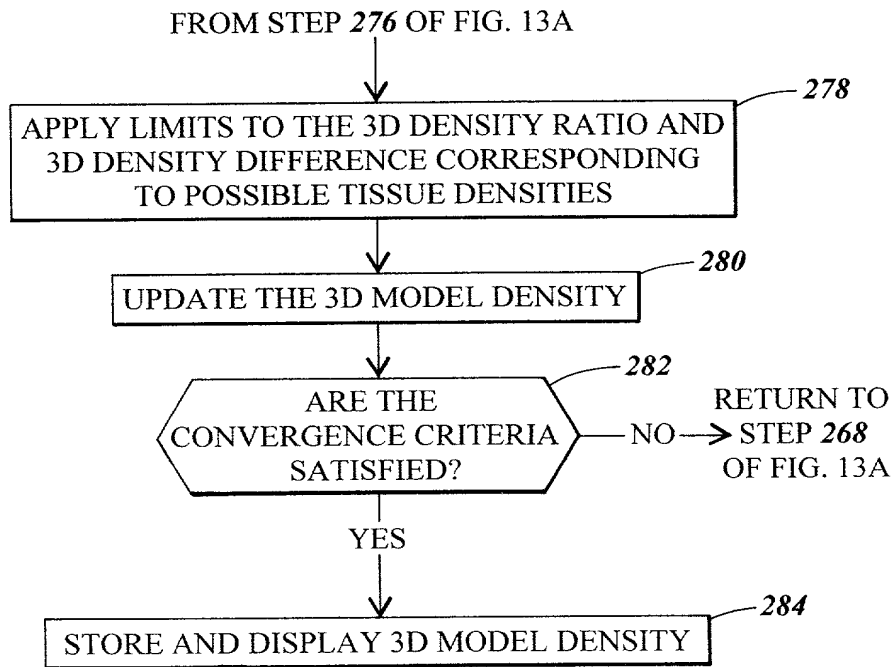 FROM STEP 276 OF FIG. 13A
278
APPLY LIMITS TO THE 3D DENSITY RATIO AND
3D DENSITY DIFFERENCE CORRESPONDING
TO POSSIBLE TISSUE DENSITIES
280
UPDATE THE 3D MODEL DENSITY
282
ARE THE
CONVERGENCE CRITERIA
SATISFIED?
NO
RETURN TO
STEP 268
OF FIG. 13A
YES
284
STORE AND DISPLAY 3D MODEL DENSITY